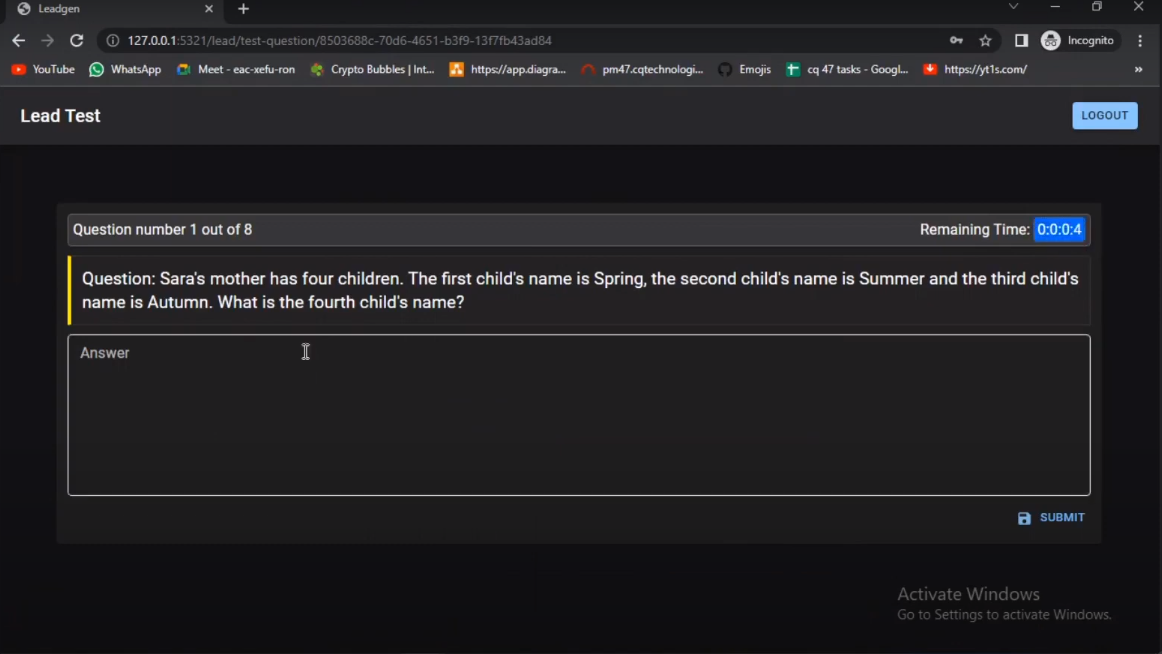 Leadgen
127.0.0.1:5321/lead/test-question/8503688c-70d6-4651-b3f9-13f7fb43ad84
Incognito
YouTube
WhatsApp
Meet - eac-xefu-ron
Crypto Bubbles | Int...
https://app.diagra...
pm47.cqtechnologi...
Emojis
cq 47 tasks - Googl...
https://yt1s.com/
»
Lead Test
LOGOUT
Question number 1 out of 8
Remaining Time: 0:0:0:4
Question: Sara's mother has four children. The first child's name is Spring, the second child's name is Summer and the third child's
name is Autumn. What is the fourth child's name?
Answer
SUBMIT
Activate Windows
Go to Settings to activate Windows.